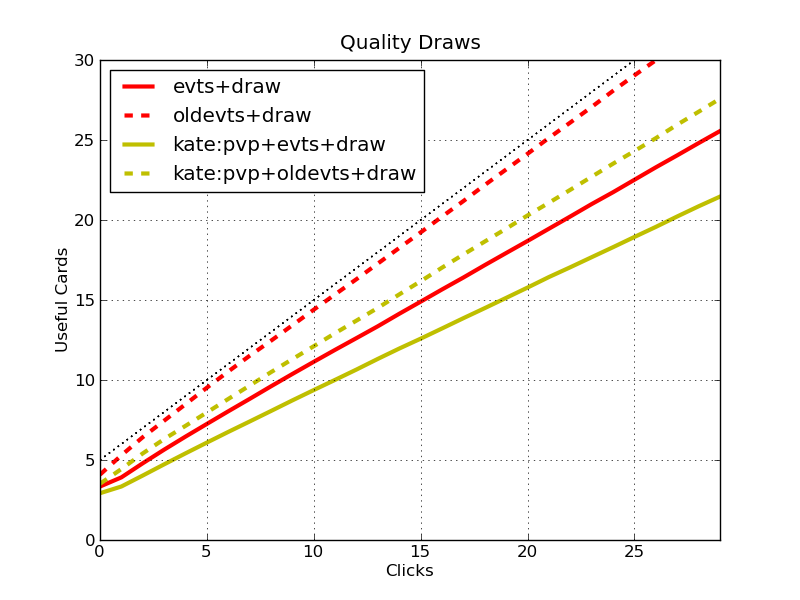 Quality Draws
30
25
20
15
10
5
0
Useful Cards
evts+draw
oldevts+draw
kate:pvp+evts+draw
kate:pvp+oldevts+draw
0 5 10 15 20 25
Clicks